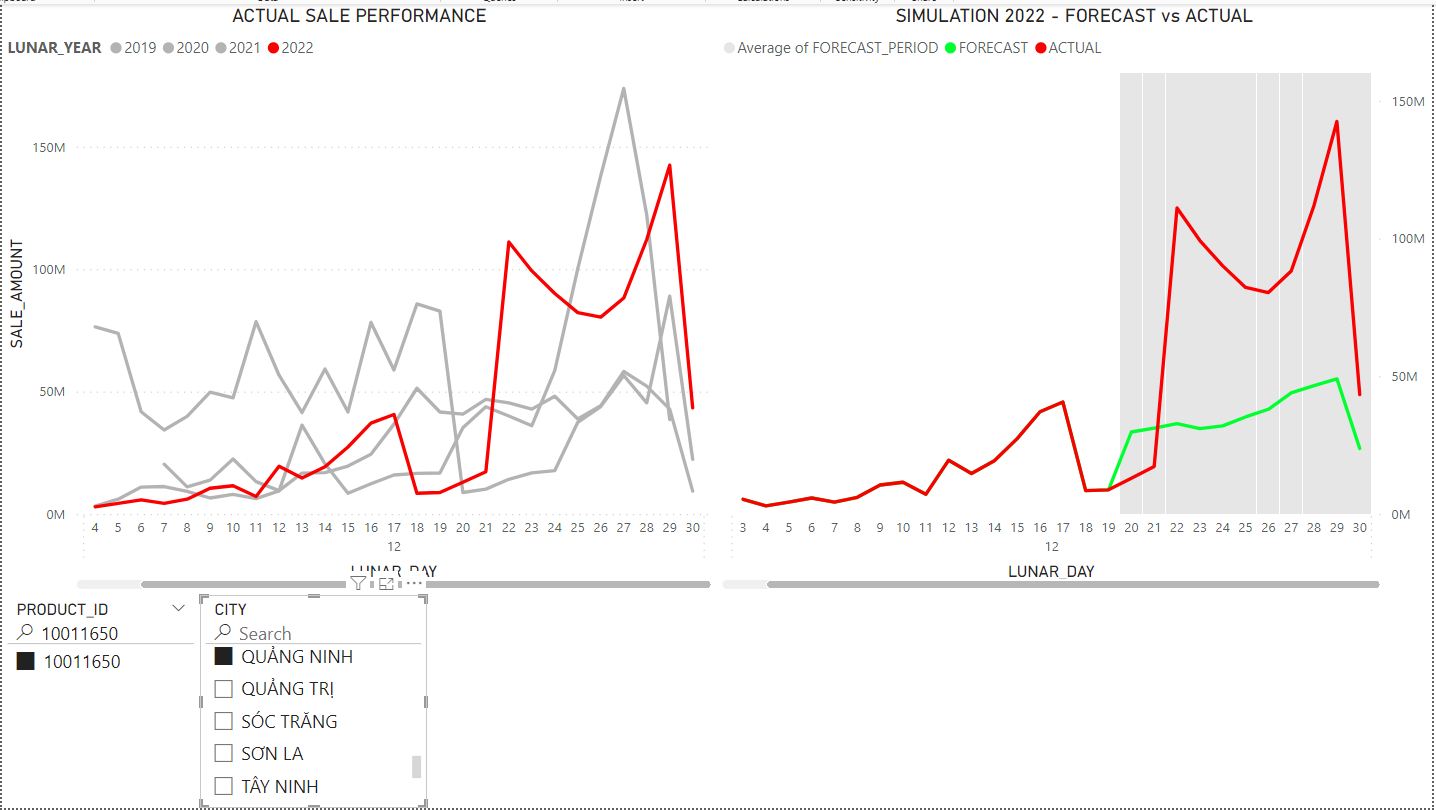 ACTUAL SALE PERFORMANCE
LUNAR_YEAR 2019 2020 2021 2022
150M
100M
50M
0M
SALE_AMOUNT
4 5 6 7 8 9 10 11 12 13 14 15 16 17 18 19 20 21 22 23 24 25 26 27 28 29 30
12
LUNAR_DAY
SIMULATION 2022 - FORECAST vs ACTUAL
Average of FORECAST_PERIOD FORECAST ACTUAL
150M
100M
50M
0M
3 4 5 6 7 8 9 10 11 12 13 14 15 16 17 18 19 20 21 22 23 24 25 26 27 28 29 30
12
LUNAR_DAY
PRODUCT_ID
10011650
10011650
CITY
Search
QUẢNG NINH
QUẢNG TRỊ
SÓC TRĂNG
SƠN LA
TÂY NINH